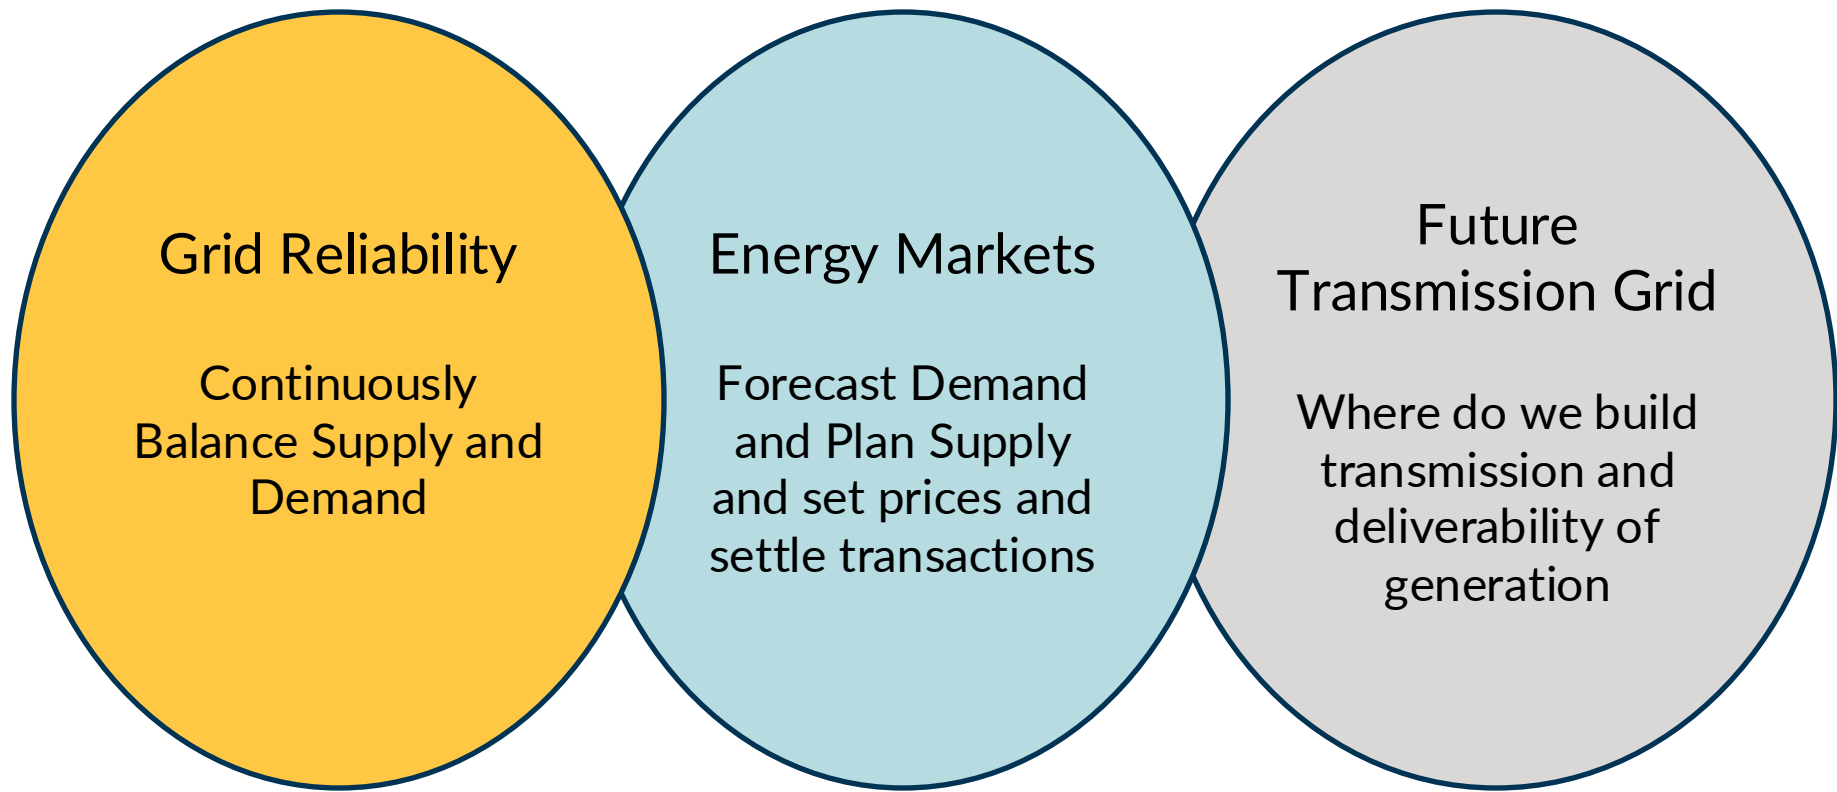 Grid Reliability
Continuously
Balance Supply and
Demand
Energy Markets
Forecast Demand
and Plan Supply
and set prices and
settle transactions
Future
Transmission Grid
Where do we build
transmission and
deliverability of
generation